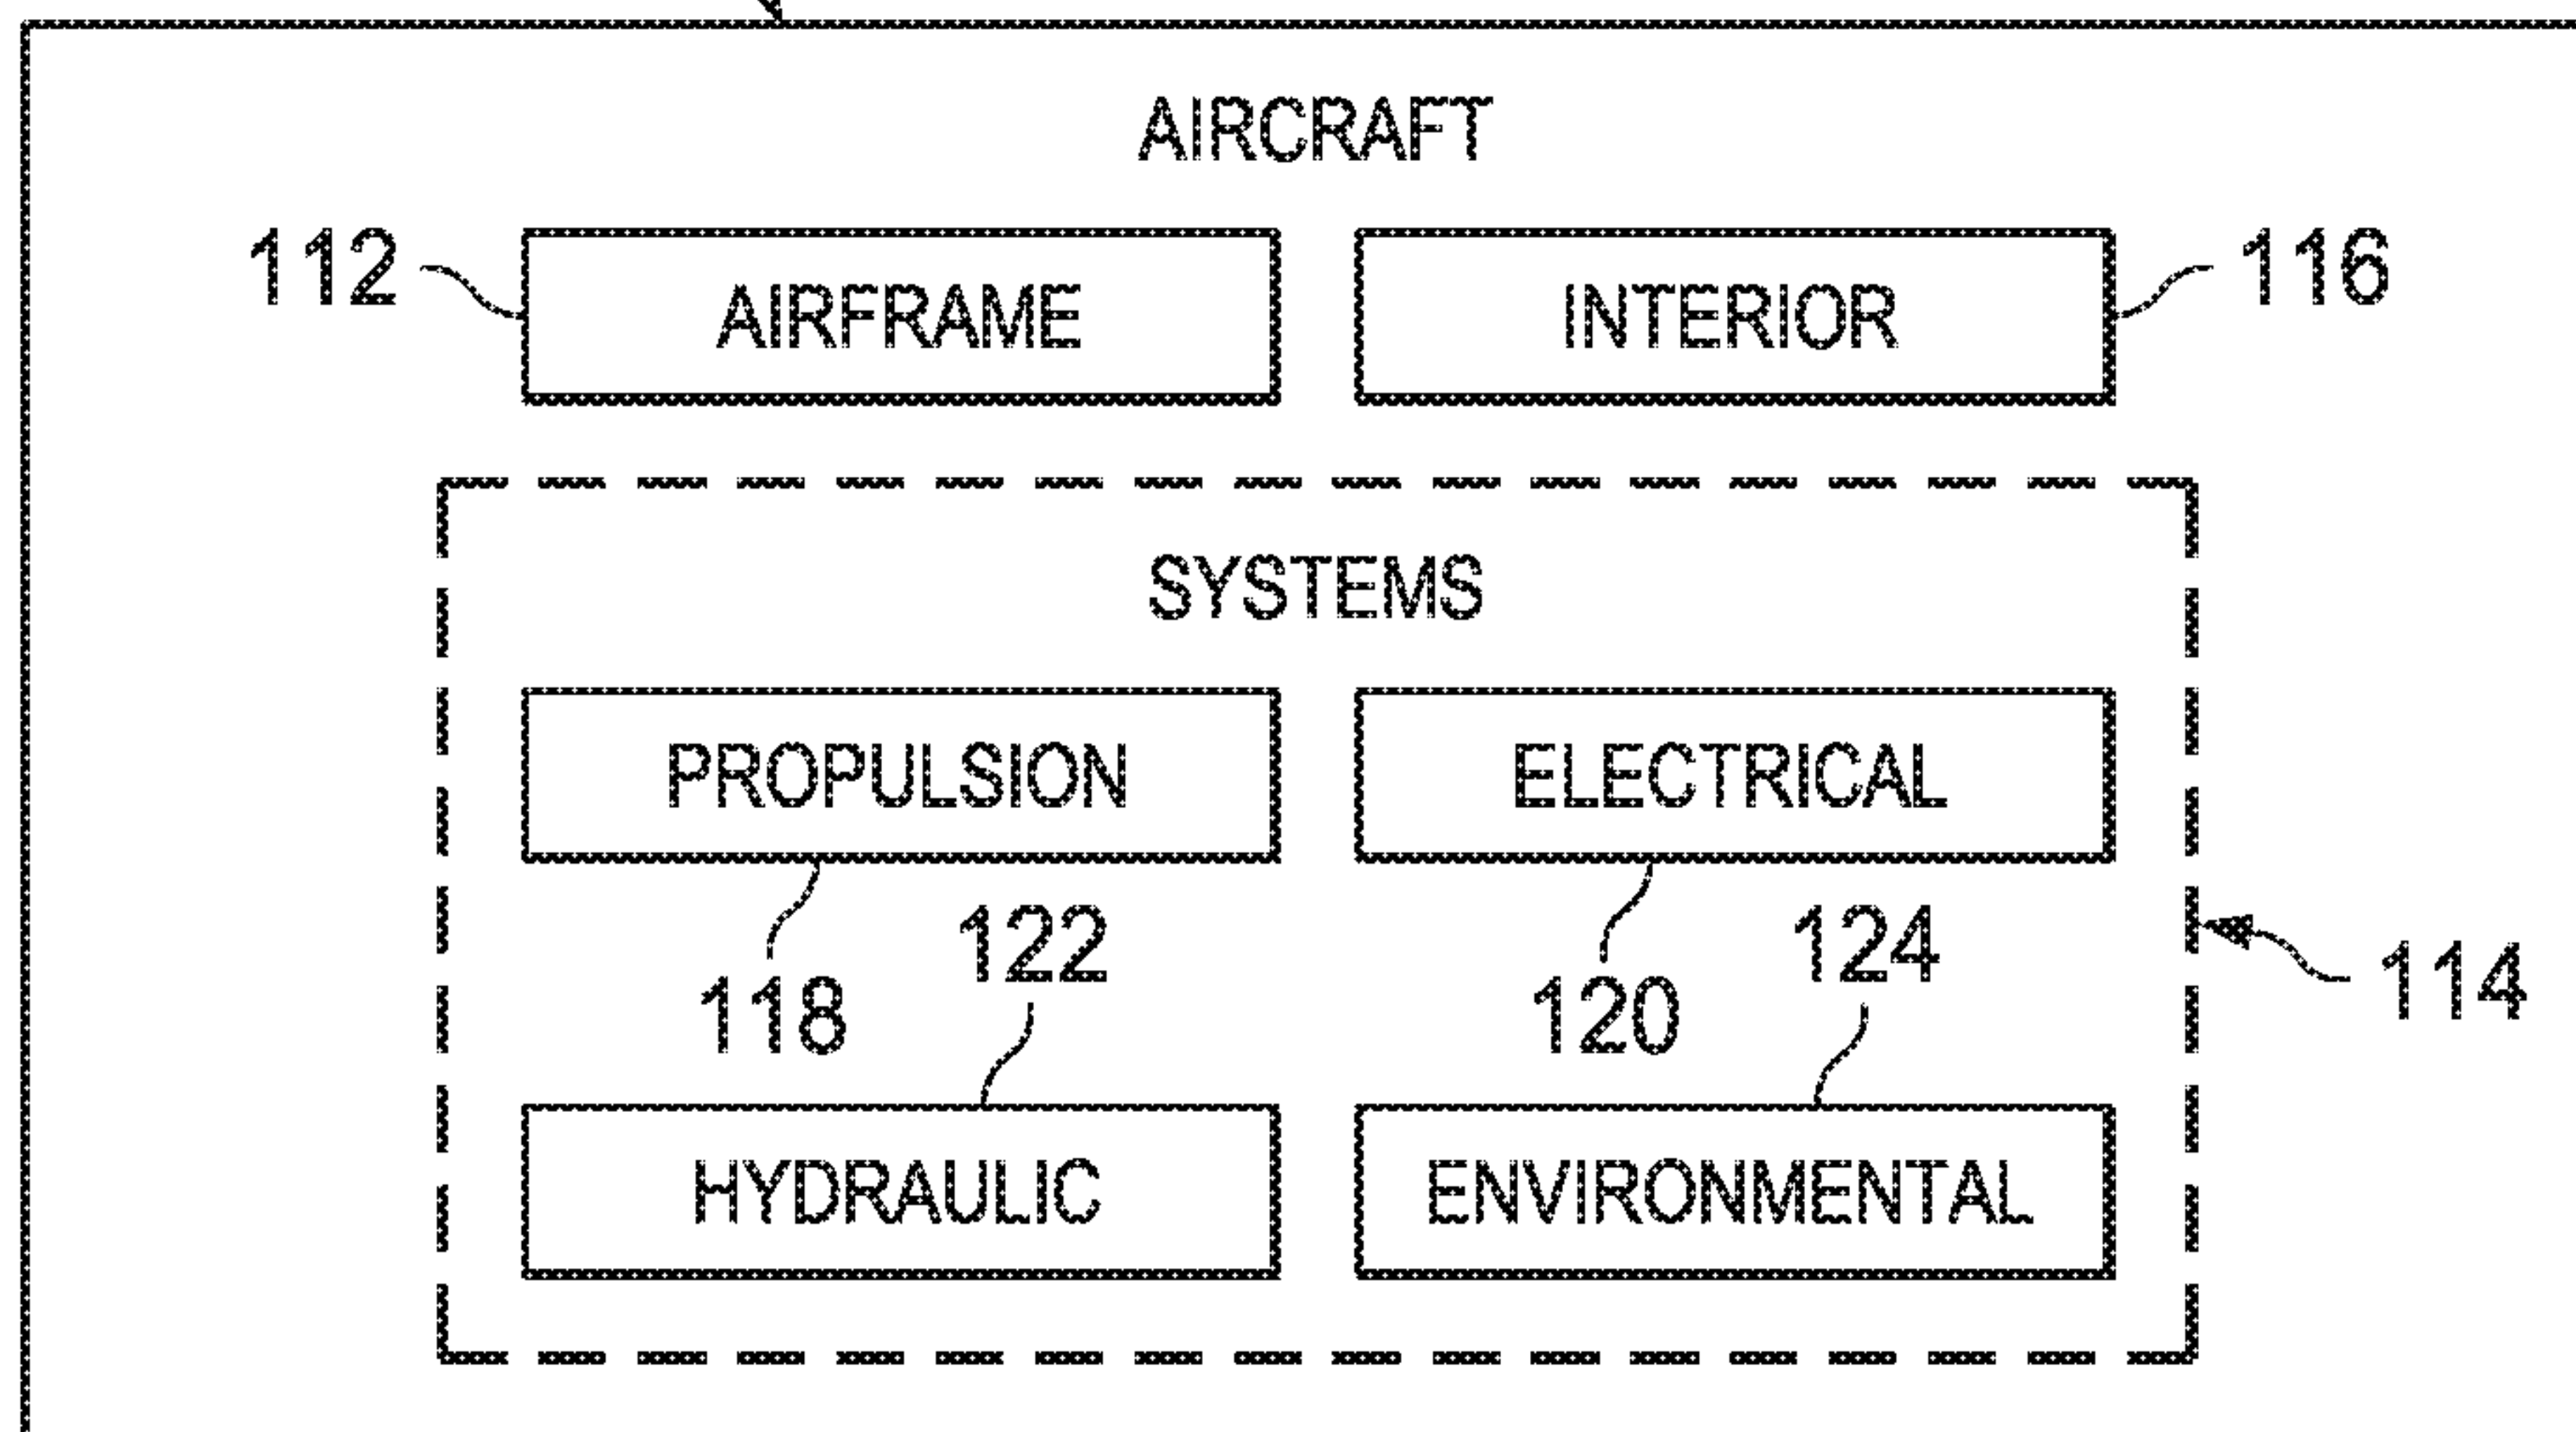 AIRCRAFT
112 AIRFRAME INTERIOR 116
SYSTEMS
PROPULSION ELECTRICAL
122 124
118 120 114
HYDRAULIC ENVIRONMENTAL